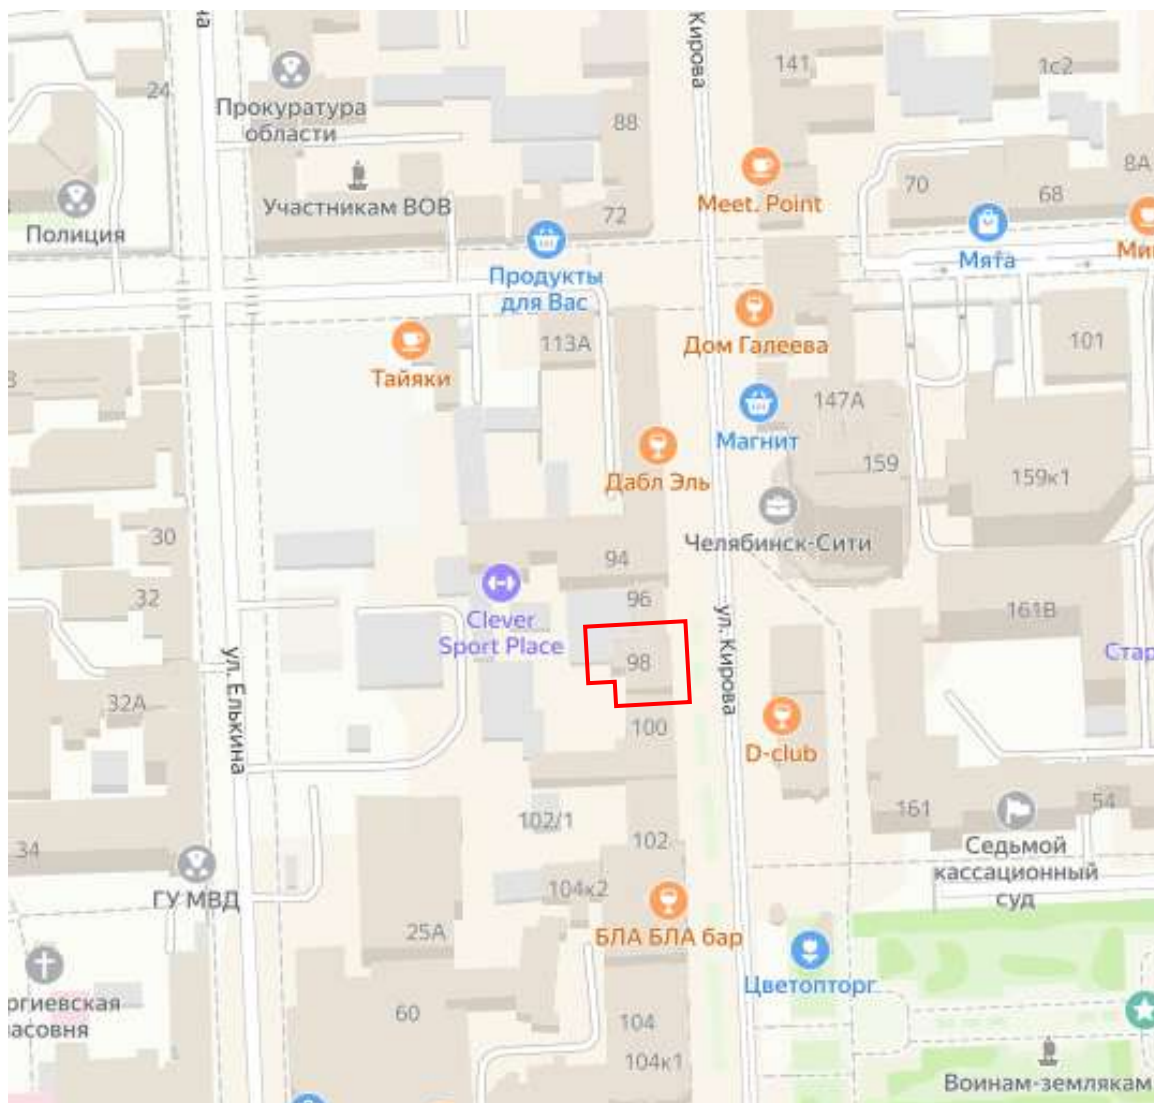 на
Кирова
24
Прокуратура
области
88
141
1с2
Участникам ВОВ
72
Meet. Point
70
68
8А
Полиция
Продукты
для Вас
Мята
Ми
113А
Дом Галеева
101
Тайяки
147А
Магнит
159
159к1
Дабл Эль
30
94
Челябинск-Сити
32
96
161В
Clever
Sport Place
98
ул. Кирова
Стар
ул. Елькина
32А
100
D-club
102/1
102
161
54
34
Седьмой
кассационный
суд
ГУ МВД
104к2
25А
БЛА БЛА бар
Цветопторг
ргиевская
асовня
60
104
104к1
Воинам-землякам